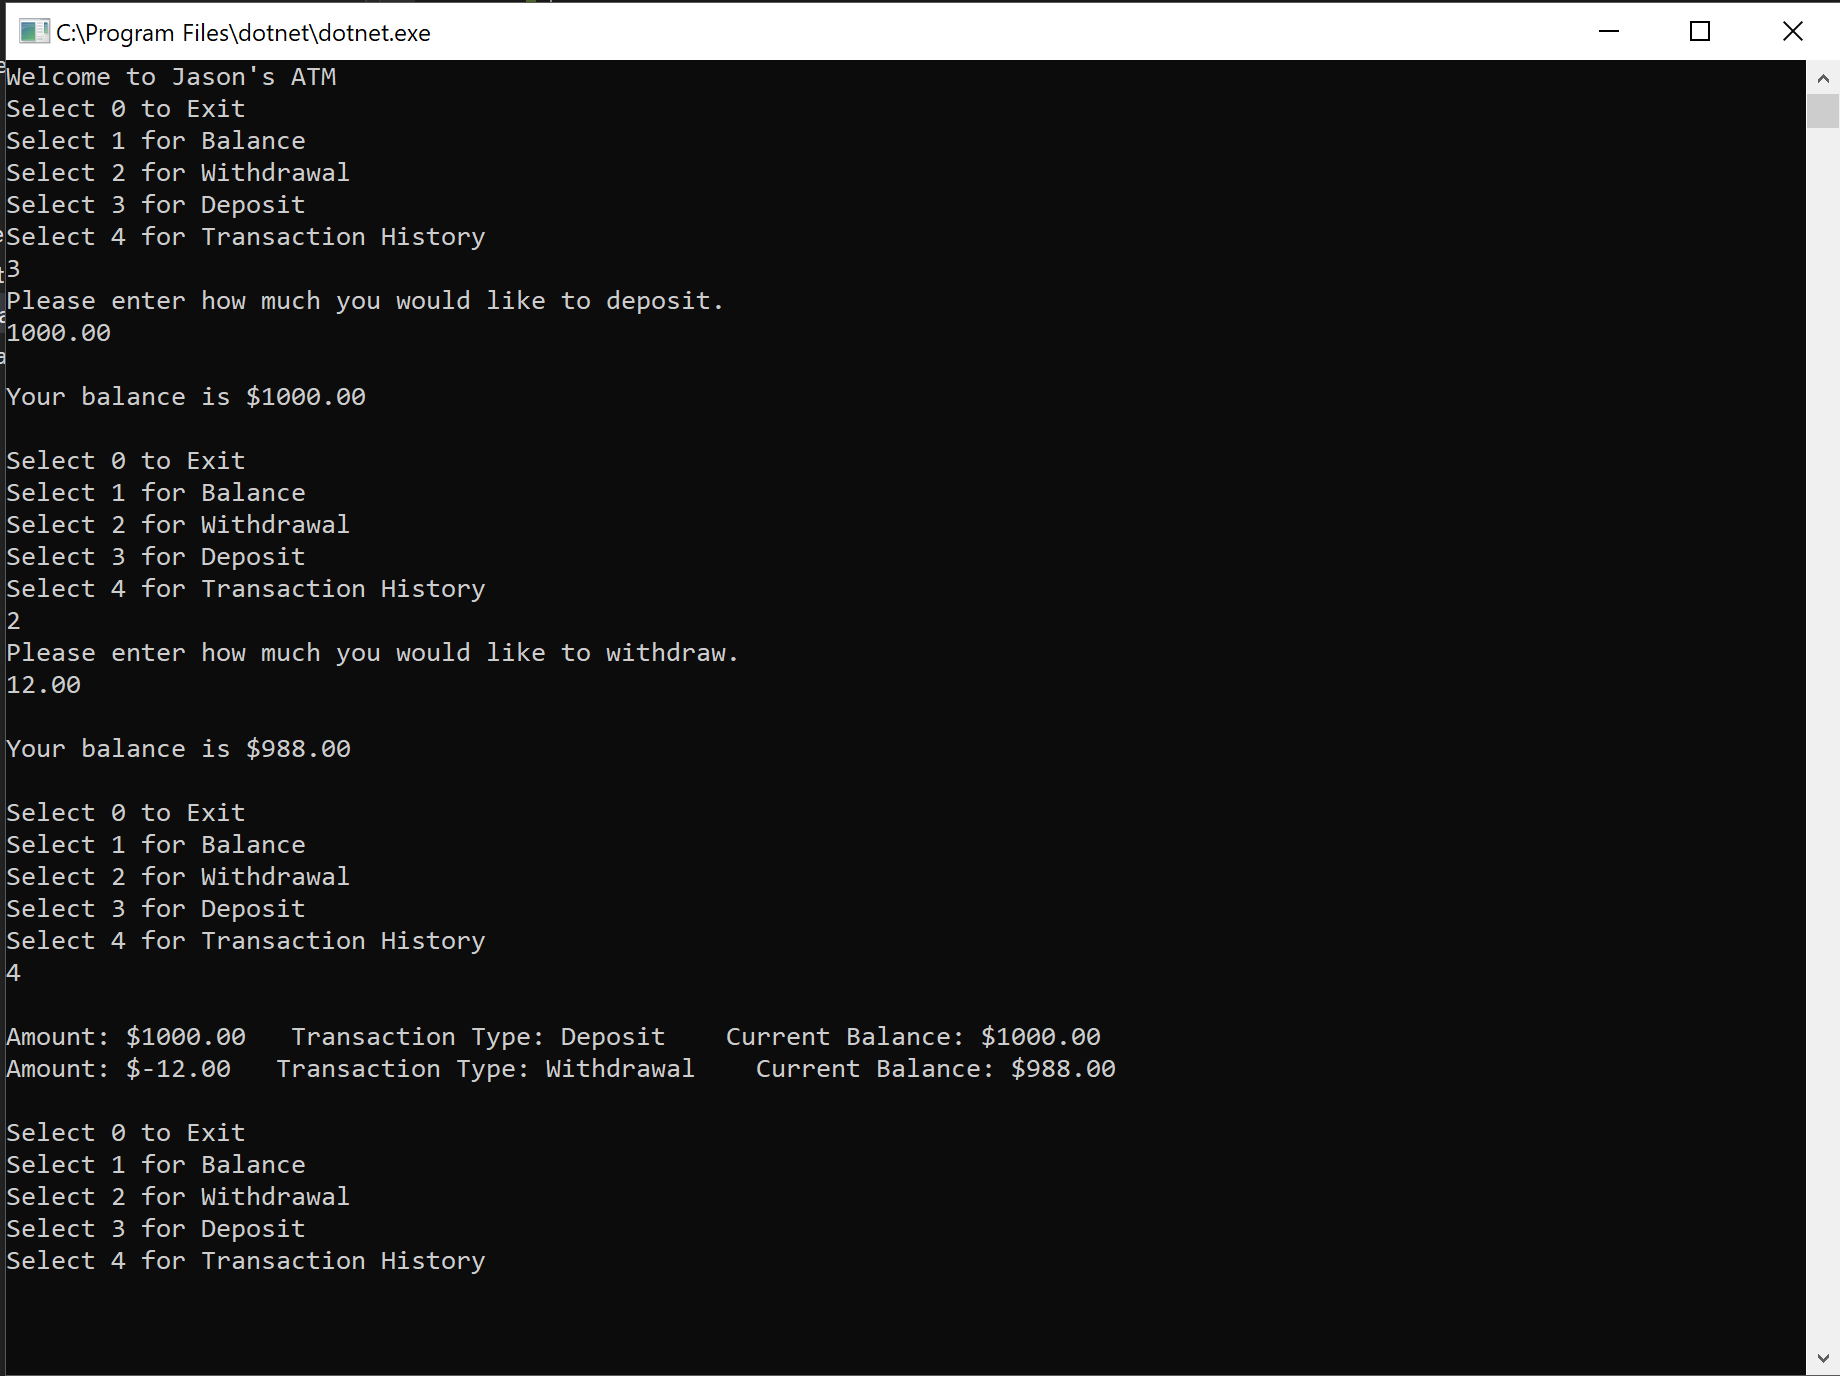 C:\Program Files\dotnet\dotnet.exe
Welcome to Jason's ATM
Select 0 to Exit
Select 1 for Balance
Select 2 for Withdrawal
Select 3 for Deposit
Select 4 for Transaction History
3
Please enter how much you would like to deposit.
1000.00
Your balance is $1000.00
Select 0 to Exit
Select 1 for Balance
Select 2 for Withdrawal
Select 3 for Deposit
Select 4 for Transaction History
2
Please enter how much you would like to withdraw.
12.00
Your balance is $988.00
Select 0 to Exit
Select 1 for Balance
Select 2 for Withdrawal
Select 3 for Deposit
Select 4 for Transaction History
4
Amount: $1000.00   Transaction Type: Deposit    Current Balance: $1000.00
Amount: $-12.00   Transaction Type: Withdrawal    Current Balance: $988.00
Select 0 to Exit
Select 1 for Balance
Select 2 for Withdrawal
Select 3 for Deposit
Select 4 for Transaction History